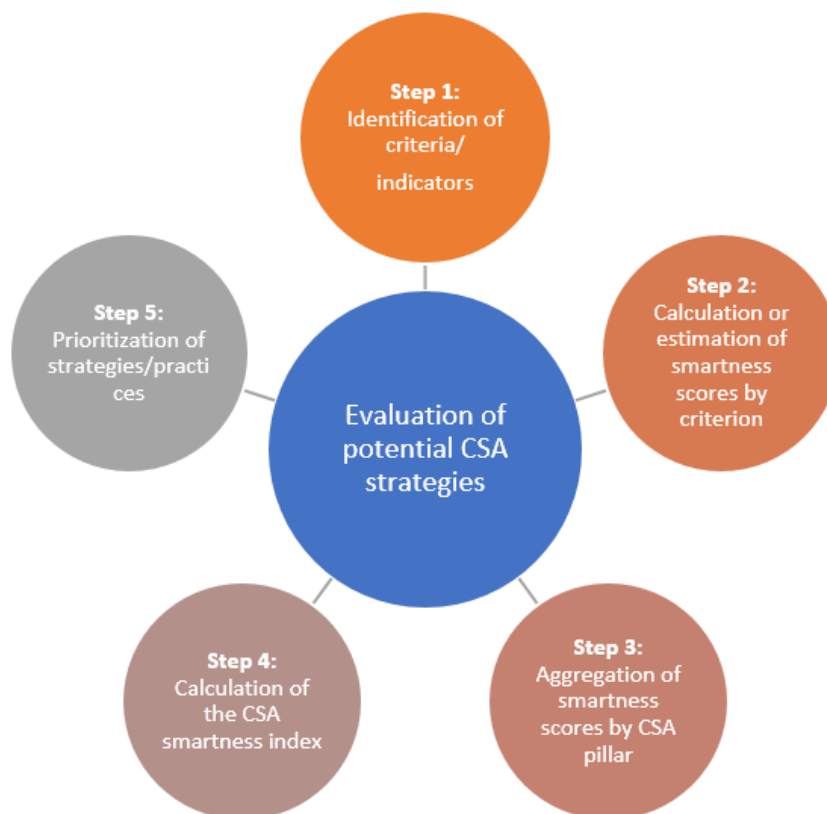 Step 1:
Identification of
criteria/
indicators
Step 2:
Calculation or
estimation of
smartness
scores by
criterion
Step 3:
Aggregation of
smartness
scores by CSA
pillar
Step 4:
Calculation of
the CSA
smartness index
Step 5:
Prioritization of
strategies/practi
ces
Evaluation of
potential CSA
strategies